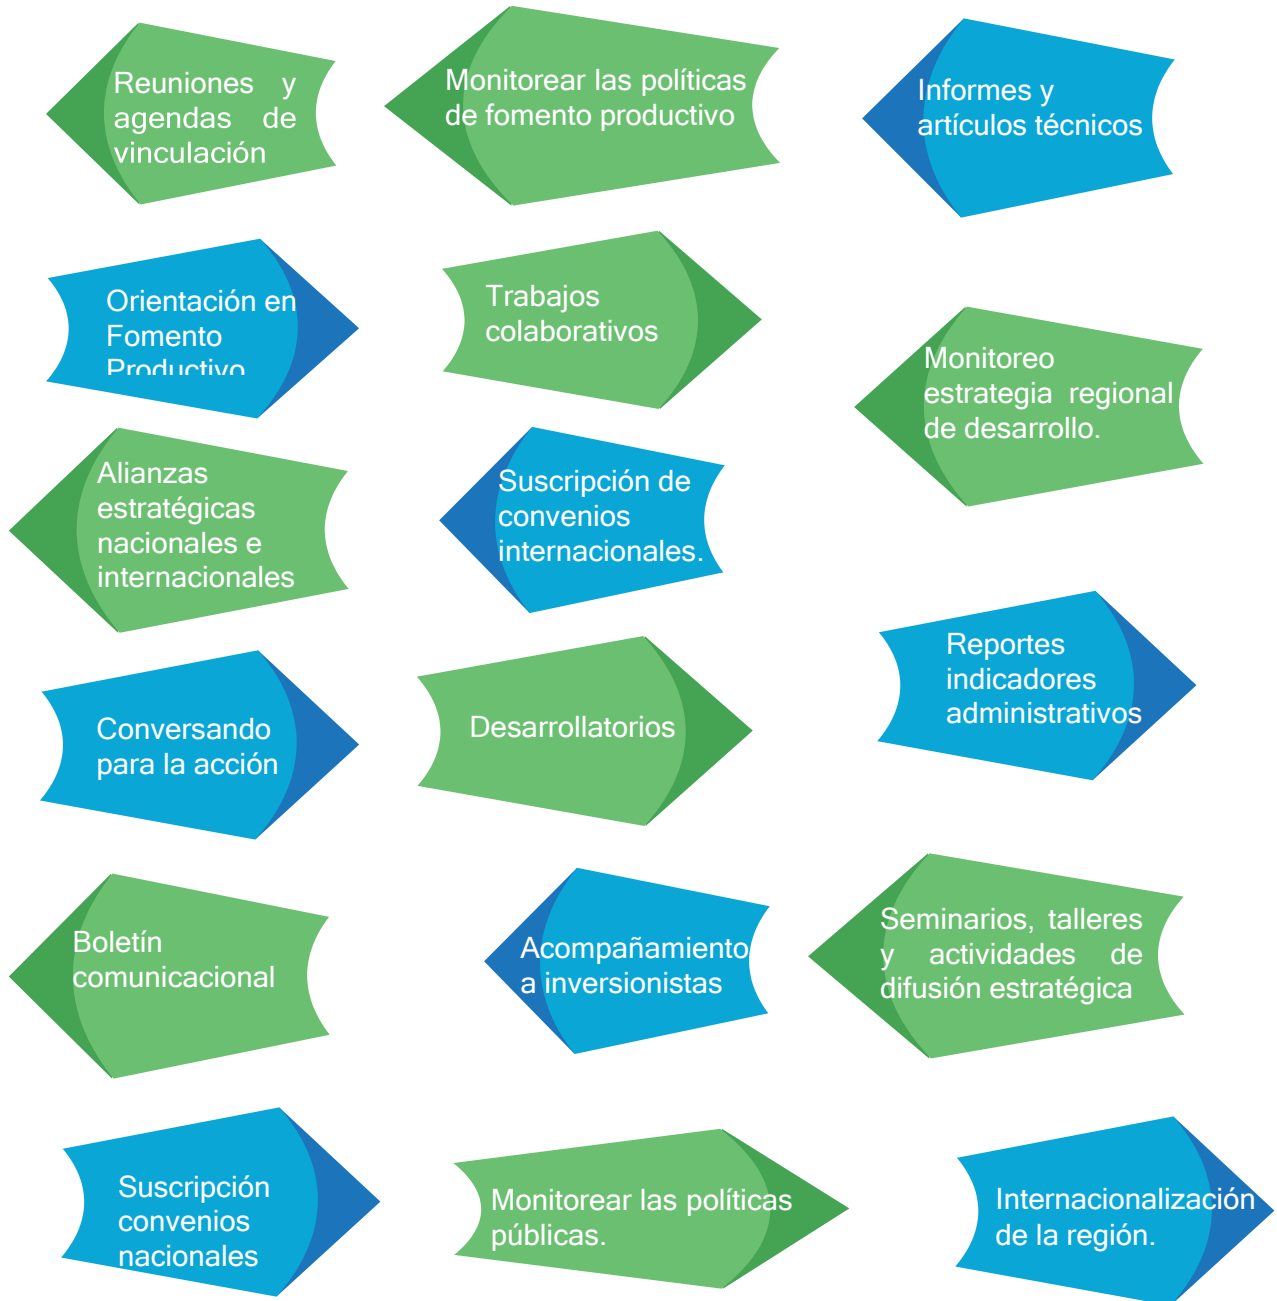 Reuniones y
agendas de
vinculación
Monitorear las políticas
de fomento productivo
Informes y
artículos técnicos
Orientación en
Fomento
Productivo
Trabajos
colaborativos
Monitoreo
estrategia regional
de desarrollo.
Alianzas
estratégicas
nacionales e
internacionales
Suscripción de
convenios
internacionales.
Reportes
indicadores
administrativos
Conversando
para la acción
Desarrollatorios
Boletín
comunicacional
Acompañamiento
a inversionistas
Seminarios, talleres
y actividades de
difusión estratégica
Suscripción
convenios
nacionales
Monitorear las políticas
públicas.
Internacionalización
de la región.